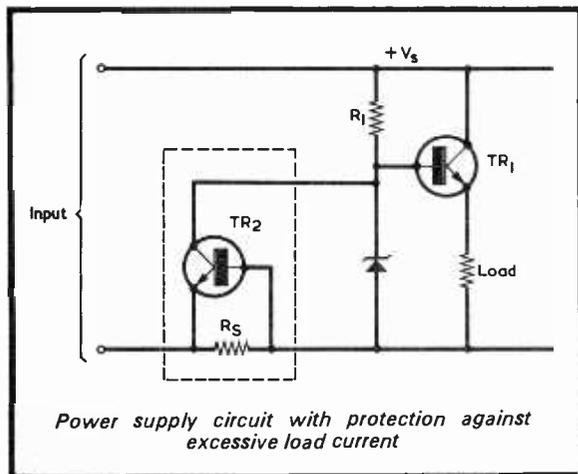 +Vs
R1
TR1
Input
TR2
Load
RS
Power supply circuit with protection against
excessive load current